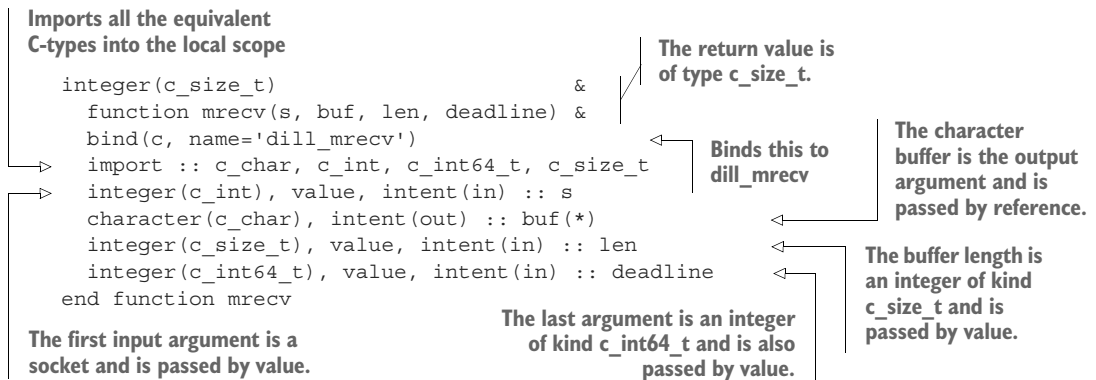 Imports all the equivalent
C-types into the local scope
The return value is
of type c_size_t.
integer(c_size_t) &
function mrecv(s, buf, len, deadline) &
bind(c, name='dill_mrecv')
import :: c_char, c_int, c_int64_t, c_size_t
integer(c_int), value, intent(in) :: s
character(c_char), intent(out) :: buf(*)
integer(c_size_t), value, intent(in) :: len
integer(c_int64_t), value, intent(in) :: deadline
end function mrecv
Binds this to
dill_mrecv
The character
buffer is the output
argument and is
passed by reference.
The buffer length is
an integer of kind
c_size_t and is
passed by value.
The first input argument is a
socket and is passed by value.
The last argument is an integer
of kind c_int64_t and is also
passed by value.